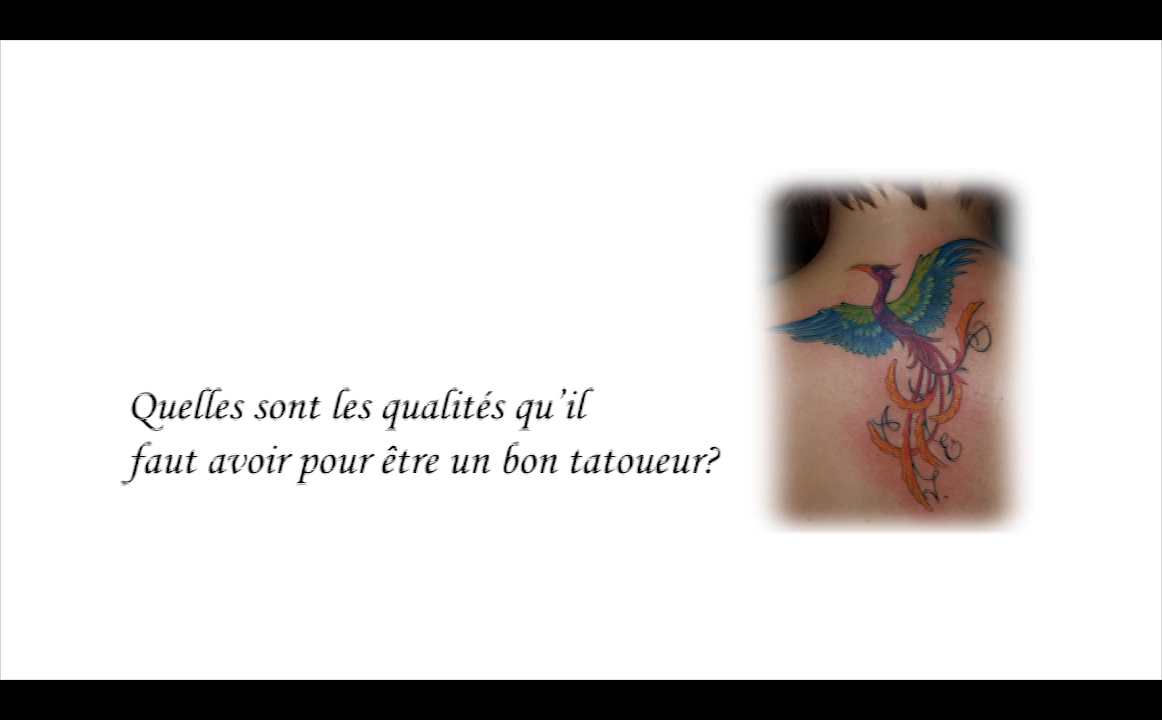 Quelles sont les qualités qu'il
faut avoir pour être un bon tatoueur?